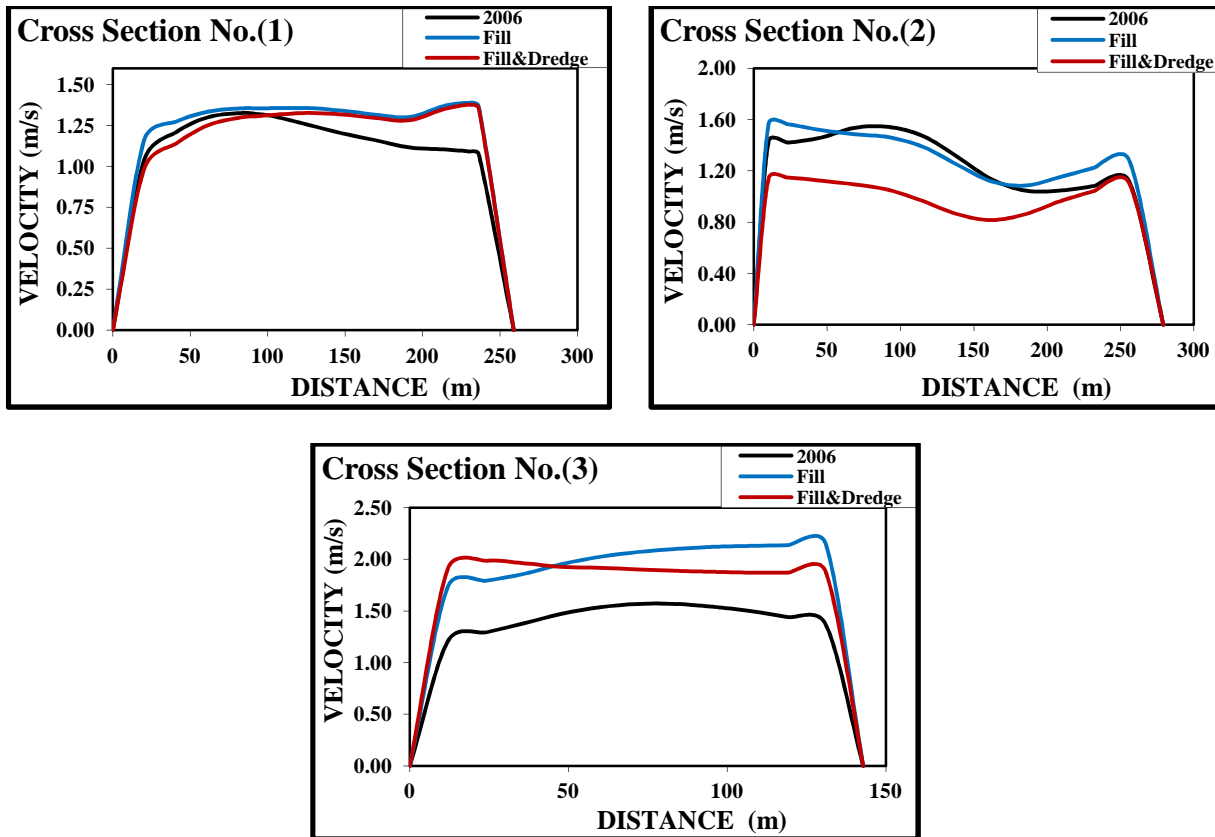 Cross Section No.(1)
2006
Fill
Fill&Dredge
VELOCITY (m/s)
1.50
1.25
1.00
0.75
0.50
0.25
0.00
0 50 100 150 200 250 300
DISTANCE (m)
Cross Section No.(2)
2006
Fill
Fill&Dredge
VELOCITY (m/s)
2.00
1.60
1.20
0.80
0.40
0.00
0 50 100 150 200 250 300
DISTANCE (m)
Cross Section No.(3)
2006
Fill
Fill&Dredge
VELOCITY (m/s)
2.50
2.00
1.50
1.00
0.50
0.00
0 50 100 150
DISTANCE (m)